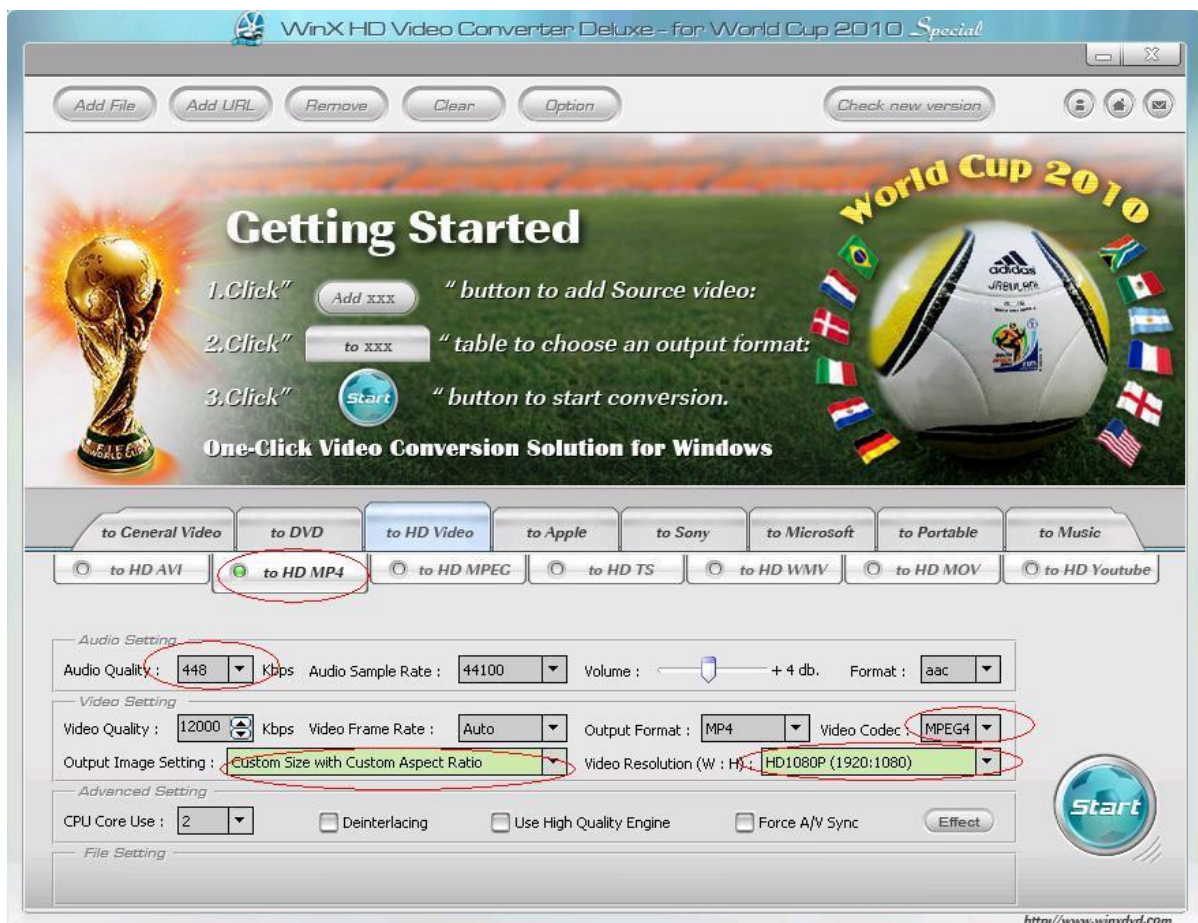 WinX HD Video Converter Deluxe - for World Cup 2010 Special
Add File Add URL Remove Clear Option Check new version
World Cup 2010
Getting Started
1.Click" Add xxx " button to add Source video:
2.Click" to xxx " table to choose an output format:
3.Click" Start " button to start conversion.
One-Click Video Conversion Solution for Windows
adidas
JABULANI
FIFA
WORLD CUP
to General Video to DVD to HD Video to Apple to Sony to Microsoft to Portable to Music
to HD AVI to HD MP4 to HD MPEG to HD TS to HD WMV to HD MOV to HD Youtube
Audio Setting
Audio Quality : 448 Kbps Audio Sample Rate : 44100 Volume : + 4 db. Format : aac
Video Setting
Video Quality : 12000 Kbps Video Frame Rate : Auto Output Format : MP4 Video Codec : MPEG4
Output Image Setting : Custom Size with Custom Aspect Ratio Video Resolution (W : H) : HD1080P (1920:1080)
Advanced Setting
CPU Core Use : 2 Deinterlacing Use High Quality Engine Force A/V Sync Effect
Start
File Setting
http://www.winxdvd.com